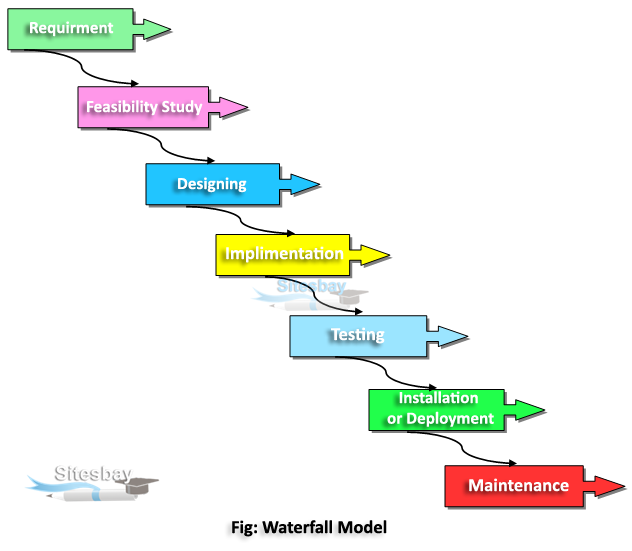 Requirment
Feasibility Study
Designing
Implimentation
Sitesbay
Testing
Installation
or Deployment
Maintenance
Sitesbay
Fig: Waterfall Model